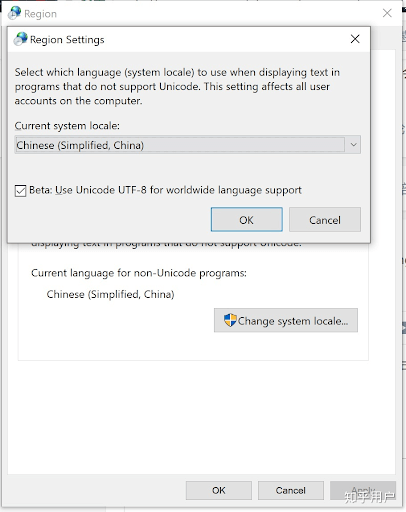 Region
Region Settings
Select which language (system locale) to use when displaying text in
programs that do not support Unicode. This setting affects all user
accounts on the computer.
Current system locale:
Chinese (Simplified, China)
Beta: Use Unicode UTF-8 for worldwide language support
OK Cancel
displaying text in programs that do not support Unicode.
Current language for non-Unicode programs:
Chinese (Simplified, China)
Change system locale...
OK Cancel Apply
知乎用户